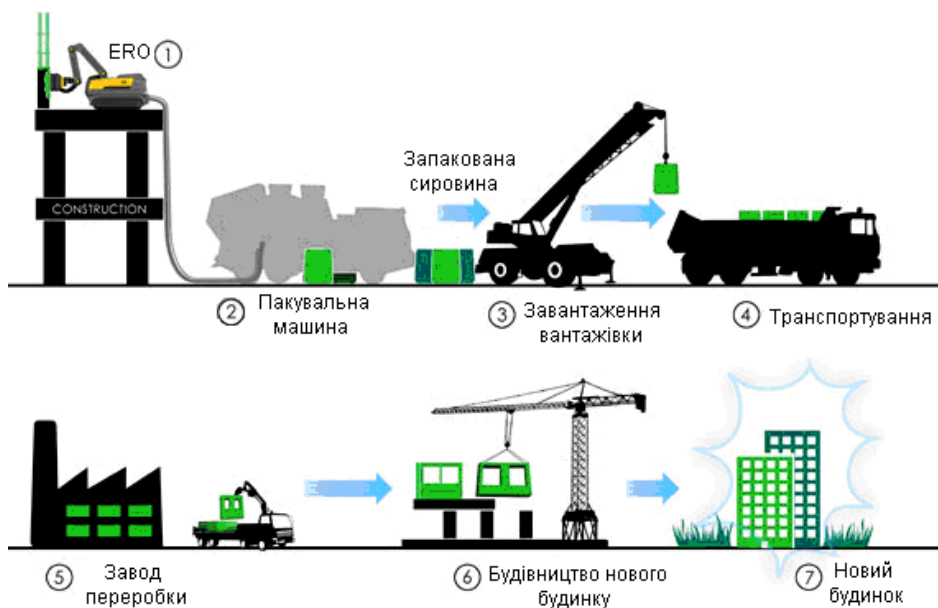 ERO 1
CONSTRUCTION
Запакована
сировина
2 Пакувальна
машина
3 Завантаження
вантажівки
4 Транспортування
5 Завод
переробки
6 Будівництво нового
будинку
7 Новий
будинок